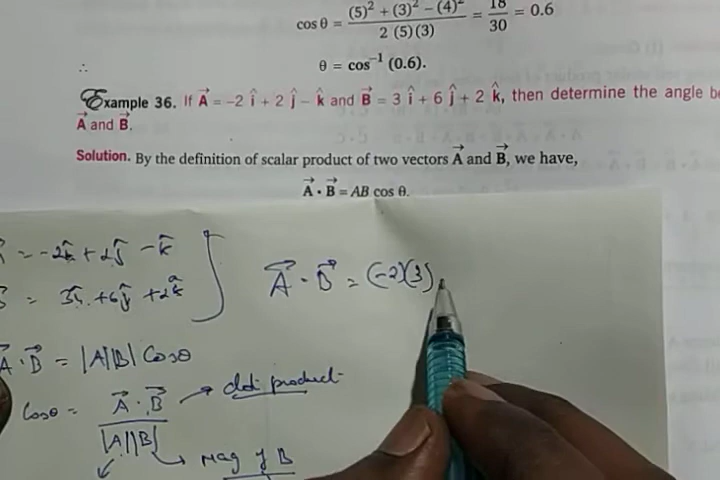 cos θ = (5)² + (3)² − (4)² / 2 (5) (3) = 18 / 30 = 0.6
∴ θ = cos⁻¹ (0.6).
Example 36. If A⃗ = −2 î + 2 ĵ − k̂ and B⃗ = 3 î + 6 ĵ + 2 k̂, then determine the angle
A⃗ and B⃗.
Solution. By the definition of scalar product of two vectors A⃗ and B⃗, we have,
A⃗ · B⃗ = AB cos θ.
= -2k̂ + 2ĵ - k̂
= 3î + 6ĵ + 2k̂
A⃗ · B⃗ = (-2)(3)
A⃗ · B⃗ = |A||B| Cosθ
Cosθ = A⃗ · B⃗ / |A||B|
→ dot product
→ Mag of B